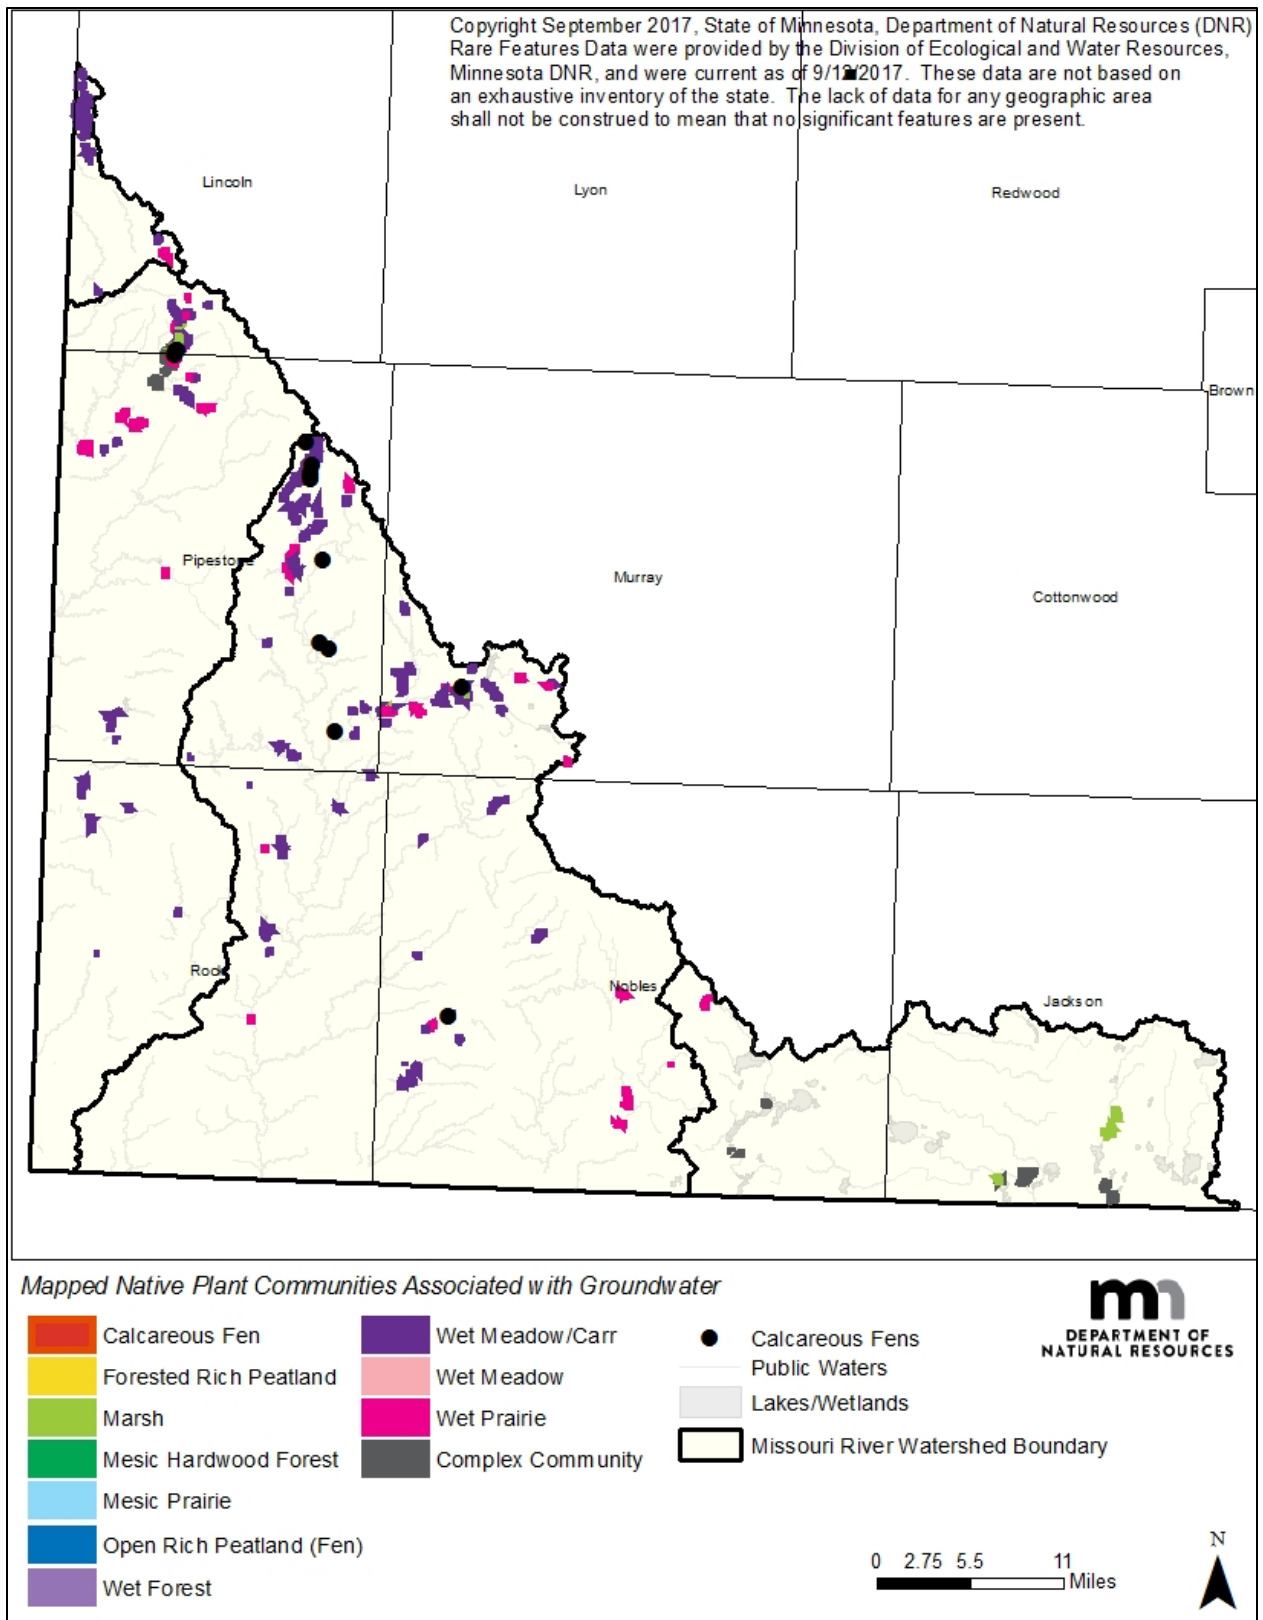 Copyright September 2017, State of Minnesota, Department of Natural Resources (DNR)
Rare Features Data were provided by the Division of Ecological and Water Resources,
Minnesota DNR, and were current as of 9/12/2017. These data are not based on
an exhaustive inventory of the state. The lack of data for any geographic area
shall not be construed to mean that no significant features are present.
Lincoln
Lyon
Redwood
Brown
Pipestone
Murray
Cottonwood
Rock
Nobles
Jackson
Mapped Native Plant Communities Associated with Groundwater
Calcareous Fen
Forested Rich Peatland
Marsh
Mesic Hardwood Forest
Mesic Prairie
Open Rich Peatland (Fen)
Wet Forest
Wet Meadow/Carr
Wet Meadow
Wet Prairie
Complex Community
Calcareous Fens
Public Waters
Lakes/Wetlands
Missouri River Watershed Boundary
mn
DEPARTMENT OF
NATURAL RESOURCES
0 2.75 5.5 11
Miles
N